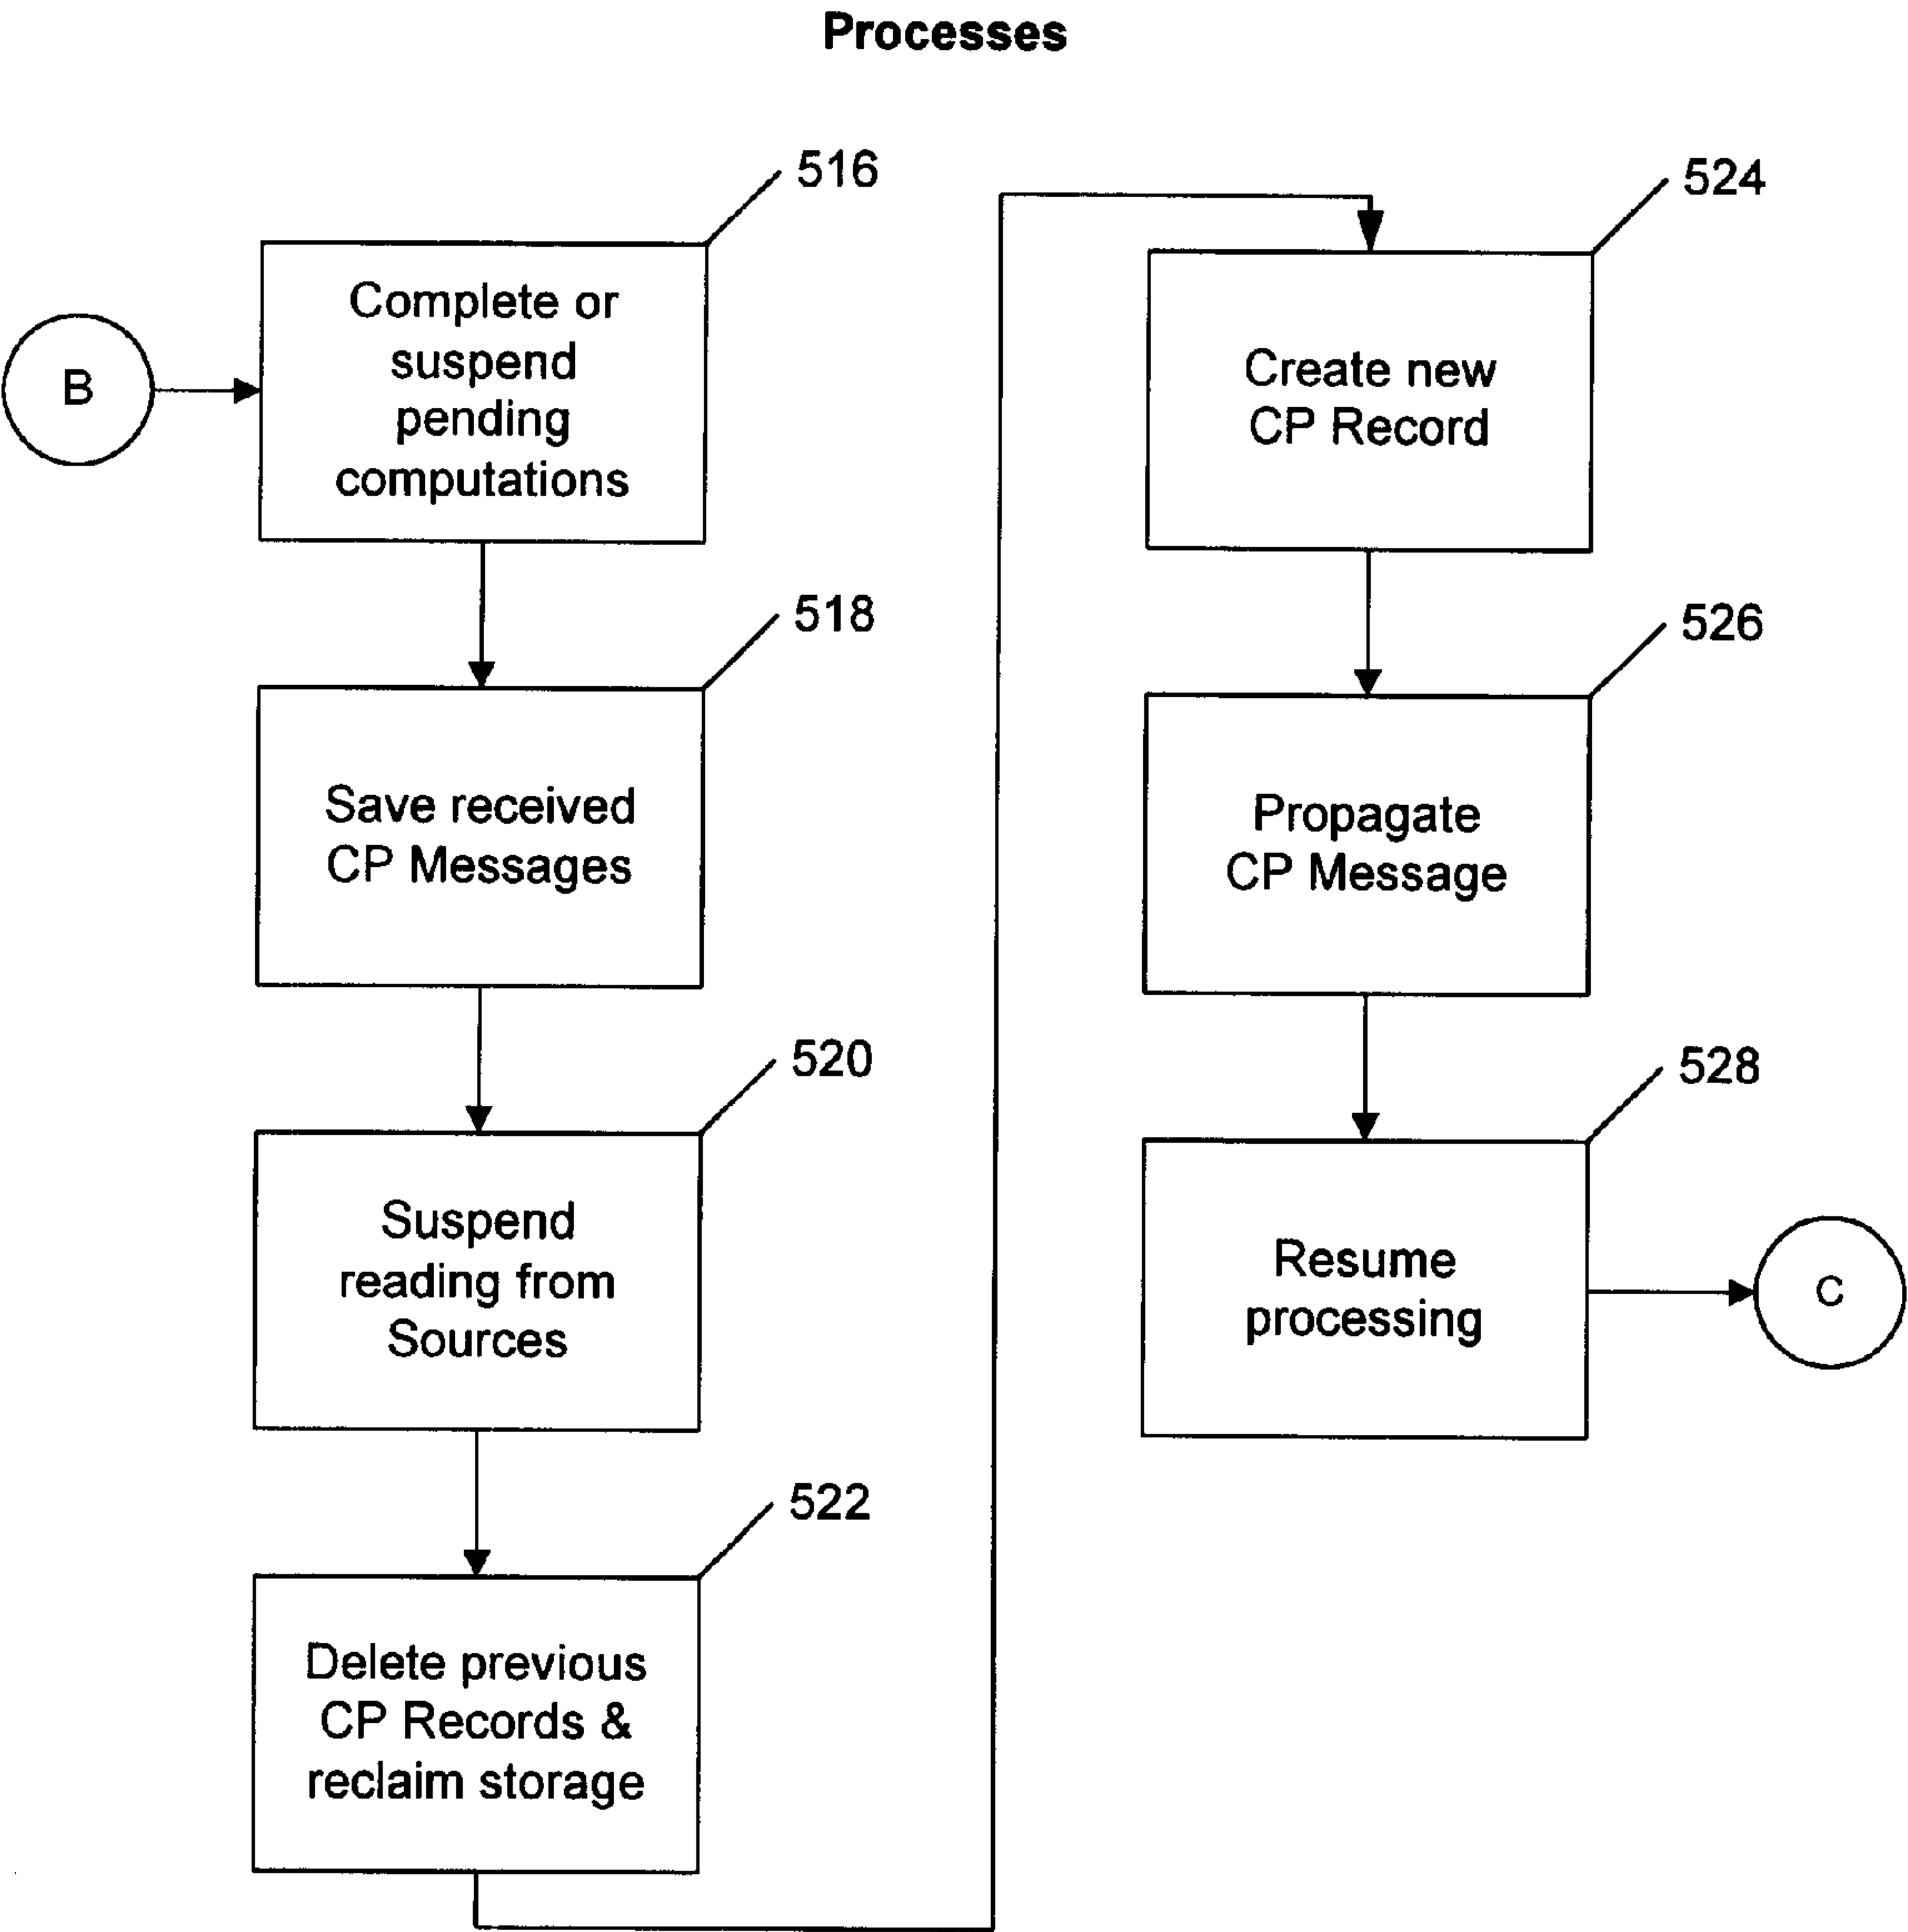 Processes
516
Complete or
suspend
pending
computations
B
518
Save received
CP Messages
520
Suspend
reading from
Sources
522
Delete previous
CP Records &
reclaim storage
524
Create new
CP Record
526
Propagate
CP Message
528
Resume
processing
C